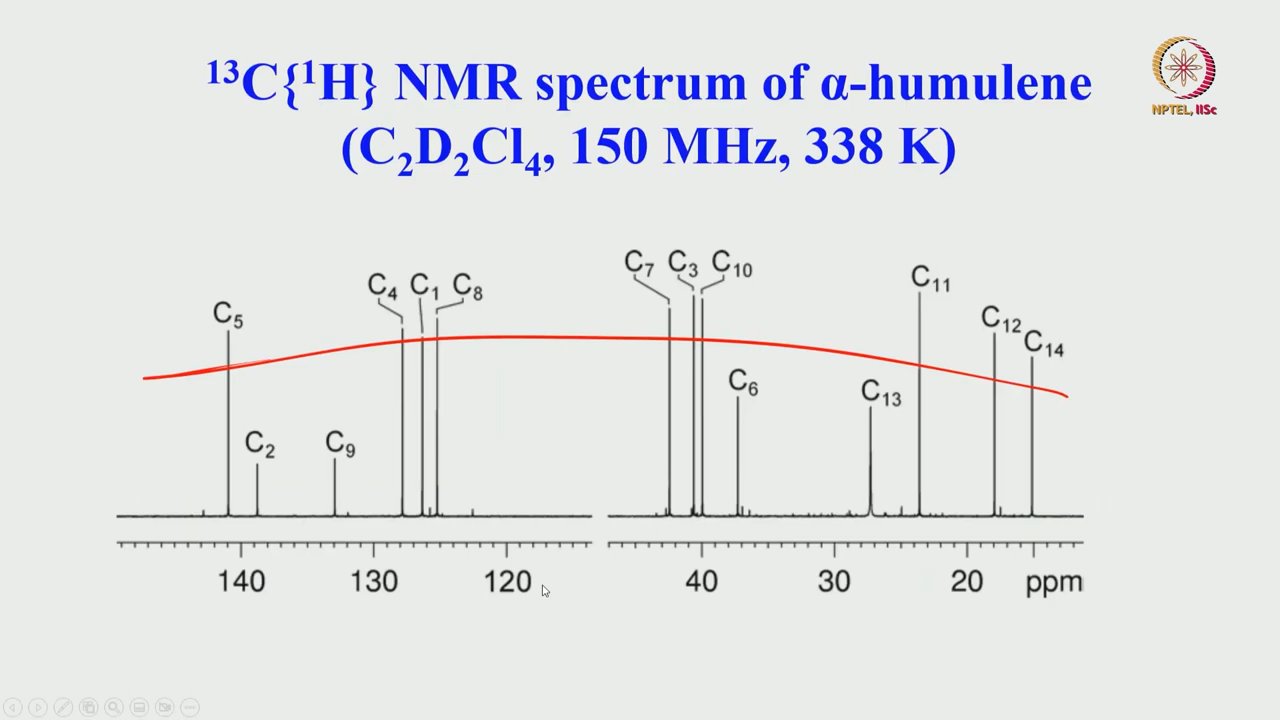 ¹³C{¹H} NMR spectrum of α-humulene
(C₂D₂Cl₄, 150 MHz, 338 K)
NPTEL, IISc
C₇ C₃ C₁₀
C₄ C₁ C₈ C₁₁
C₅ C₁₂
C₁₄
C₆ C₁₃
C₂ C₉
140 130 120 40 30 20 ppm